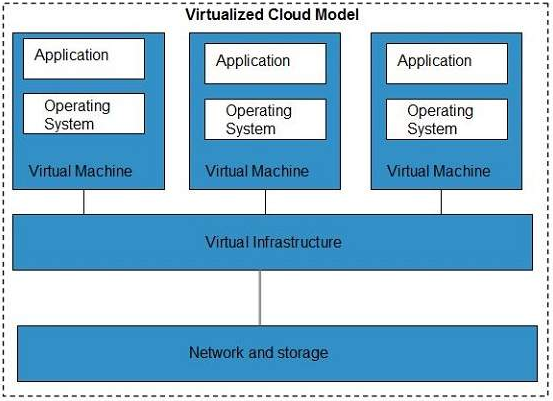 Virtualized Cloud Model
Application
Operating
System
Virtual Machine
Application
Operating
System
Virtual Machine
Application
Operating
System
Virtual Machine
Virtual Infrastructure
Network and storage